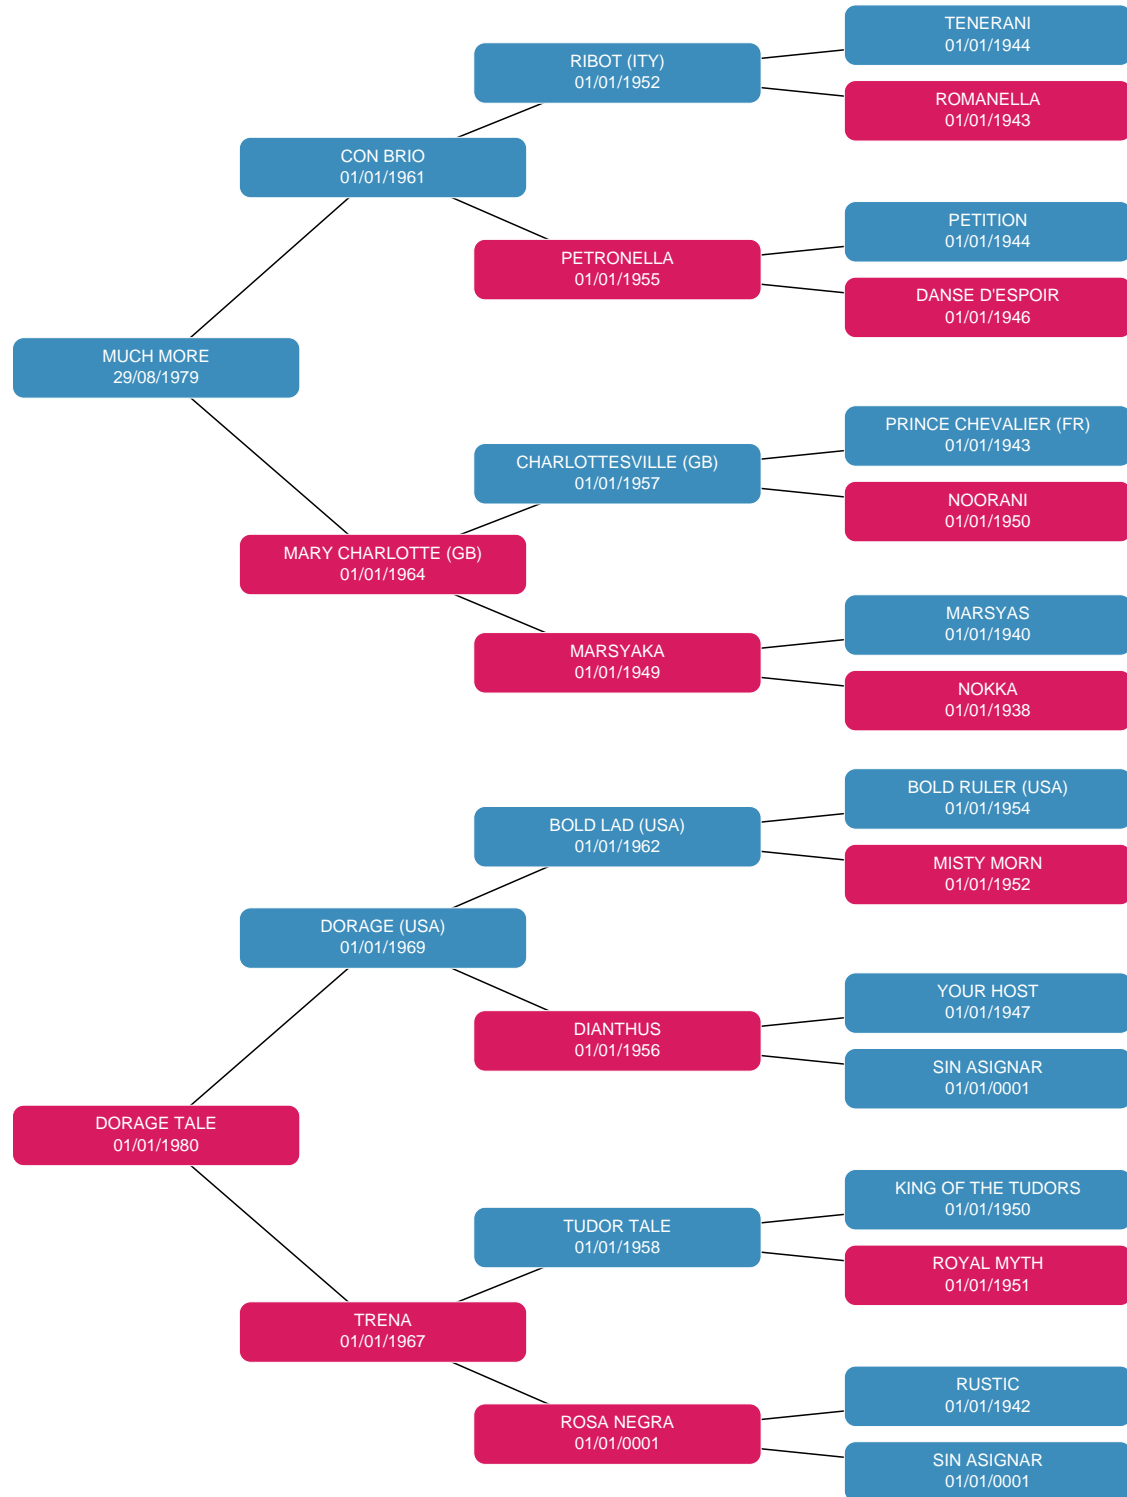 TENERANI
01/01/1944
RIBOT (ITY)
01/01/1952
ROMANELLA
01/01/1943
CON BRIO
01/01/1961
PETITION
01/01/1944
PETRONELLA
01/01/1955
DANSE D'ESPOIR
01/01/1946
MUCH MORE
29/08/1979
PRINCE CHEVALIER (FR)
01/01/1943
CHARLOTTESVILLE (GB)
01/01/1957
NOORANI
01/01/1950
MARY CHARLOTTE (GB)
01/01/1964
MARSYAS
01/01/1940
MARSYAKA
01/01/1949
NOKKA
01/01/1938
BOLD RULER (USA)
01/01/1954
BOLD LAD (USA)
01/01/1962
MISTY MORN
01/01/1952
DORAGE (USA)
01/01/1969
YOUR HOST
01/01/1947
DIANTHUS
01/01/1956
SIN ASIGNAR
01/01/0001
DORAGE TALE
01/01/1980
KING OF THE TUDORS
01/01/1950
TUDOR TALE
01/01/1958
ROYAL MYTH
01/01/1951
TRENA
01/01/1967
RUSTIC
01/01/1942
ROSA NEGRA
01/01/0001
SIN ASIGNAR
01/01/0001